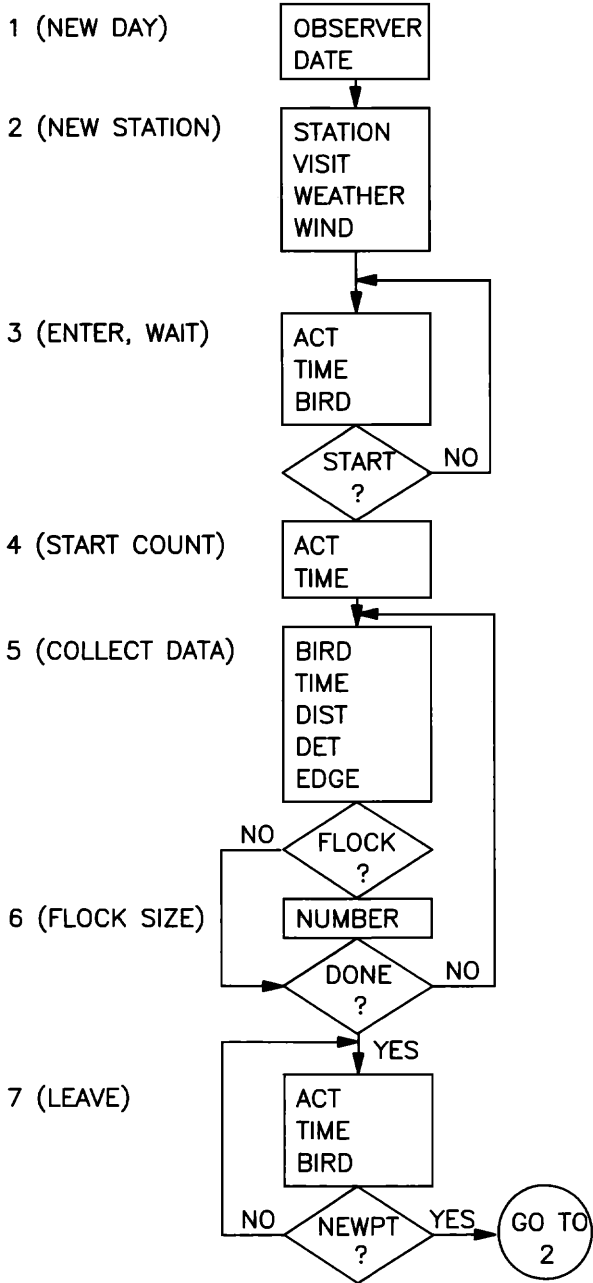 1 (NEW DAY)
OBSERVER
DATE
2 (NEW STATION)
STATION
VISIT
WEATHER
WIND
3 (ENTER, WAIT)
ACT
TIME
BIRD
START
?
NO
4 (START COUNT)
ACT
TIME
5 (COLLECT DATA)
BIRD
TIME
DIST
DET
EDGE
NO
FLOCK
?
6 (FLOCK SIZE)
NUMBER
DONE
?
NO
YES
7 (LEAVE)
ACT
TIME
BIRD
NO
NEWPT
?
YES
GO TO
2